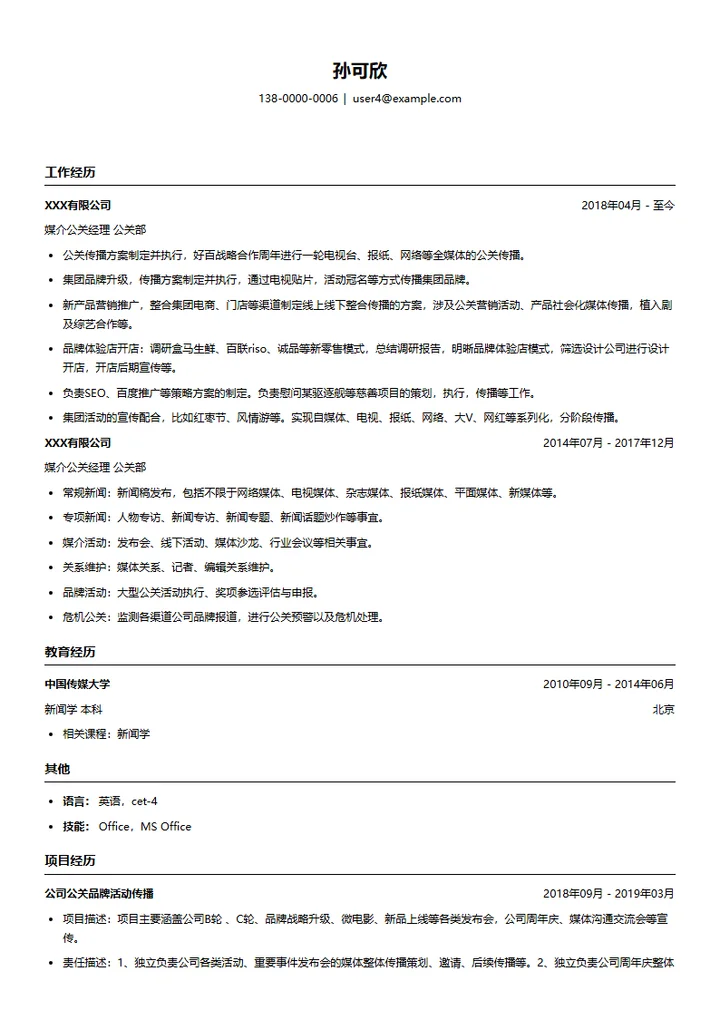 孙可欣
138-0000-0006 | user4@example.com
工作经历
XXX有限公司 2018年04月 - 至今
媒介公关经理 公关部
• 公关传播方案制定并执行，好百战略合作周年进行一轮电视台、报纸、网络等全媒体的公关传播。
• 集团品牌升级，传播方案制定并执行，通过电视贴片，活动冠名等方式传播集团品牌。
• 新产品营销推广，整合集团电商、门店等渠道制定线上线下整合传播的方案，涉及公关营销活动、产品社会化媒体传播，植入剧
及综艺合作等。
• 品牌体验店开店：调研盒马生鲜、百联riso、诚品等新零售模式，总结调研报告，明晰品牌体验店模式，筛选设计公司进行设计
开店，开店后期宣传等。
• 负责SEO、百度推广等策略方案的制定。负责慰问某驱逐舰等慈善项目的策划，执行，传播等工作。
• 集团活动的宣传配合，比如红枣节、风情游等。实现自媒体、电视、报纸、网络、大V、网红等系列化，分阶段传播。
XXX有限公司 2014年07月 - 2017年12月
媒介公关经理 公关部
• 常规新闻：新闻稿发布，包括不限于网络媒体、电视媒体、杂志媒体、报纸媒体、平面媒体、新媒体等。
• 专项新闻：人物专访、新闻专访、新闻专题、新闻话题炒作等事宜。
• 媒介活动：发布会、线下活动、媒体沙龙、行业会议等相关事宜。
• 关系维护：媒体关系、记者、编辑关系维护。
• 品牌活动：大型公关活动执行、奖项参选评估与申报。
• 危机公关：监测各渠道公司品牌报道，进行公关预警以及危机处理。
教育经历
中国传媒大学 2010年09月 - 2014年06月
新闻学 本科 北京
• 相关课程：新闻学
其他
• 语言： 英语，cet-4
• 技能： Office，MS Office
项目经历
公司公关品牌活动传播 2018年09月 - 2019年03月
• 项目描述：项目主要涵盖公司B轮 、C轮、品牌战略升级、微电影、新品上线等各类发布会，公司周年庆、媒体沟通交流会等宣
传。
• 责任描述：1、独立负责公司各类活动、重要事件发布会的媒体整体传播策划、邀请、后续传播等。2、独立负责公司周年庆整体